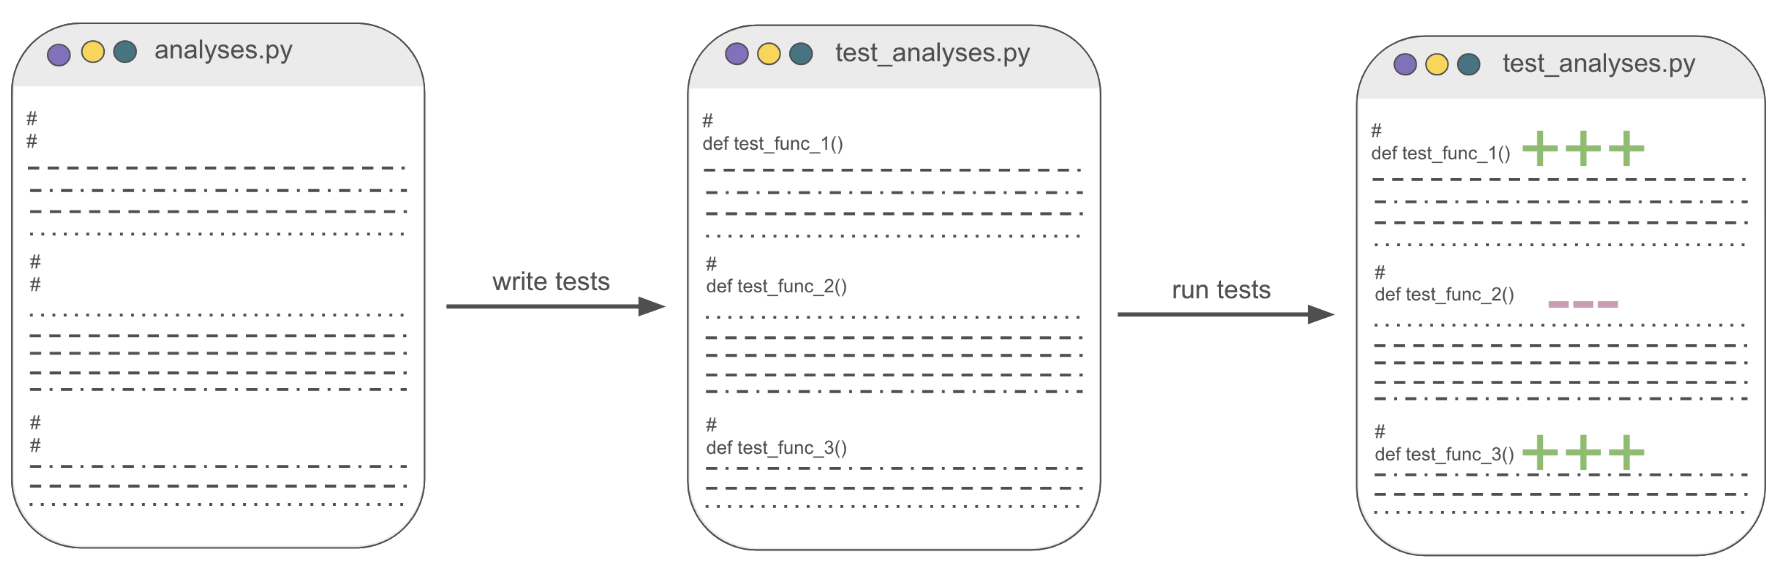 analyses.py
#
#
#
#
#
#
write tests
test_analyses.py
#
def test_func_1()
#
def test_func_2()
#
def test_func_3()
run tests
test_analyses.py
#
def test_func_1()
#
def test_func_2()
#
def test_func_3()